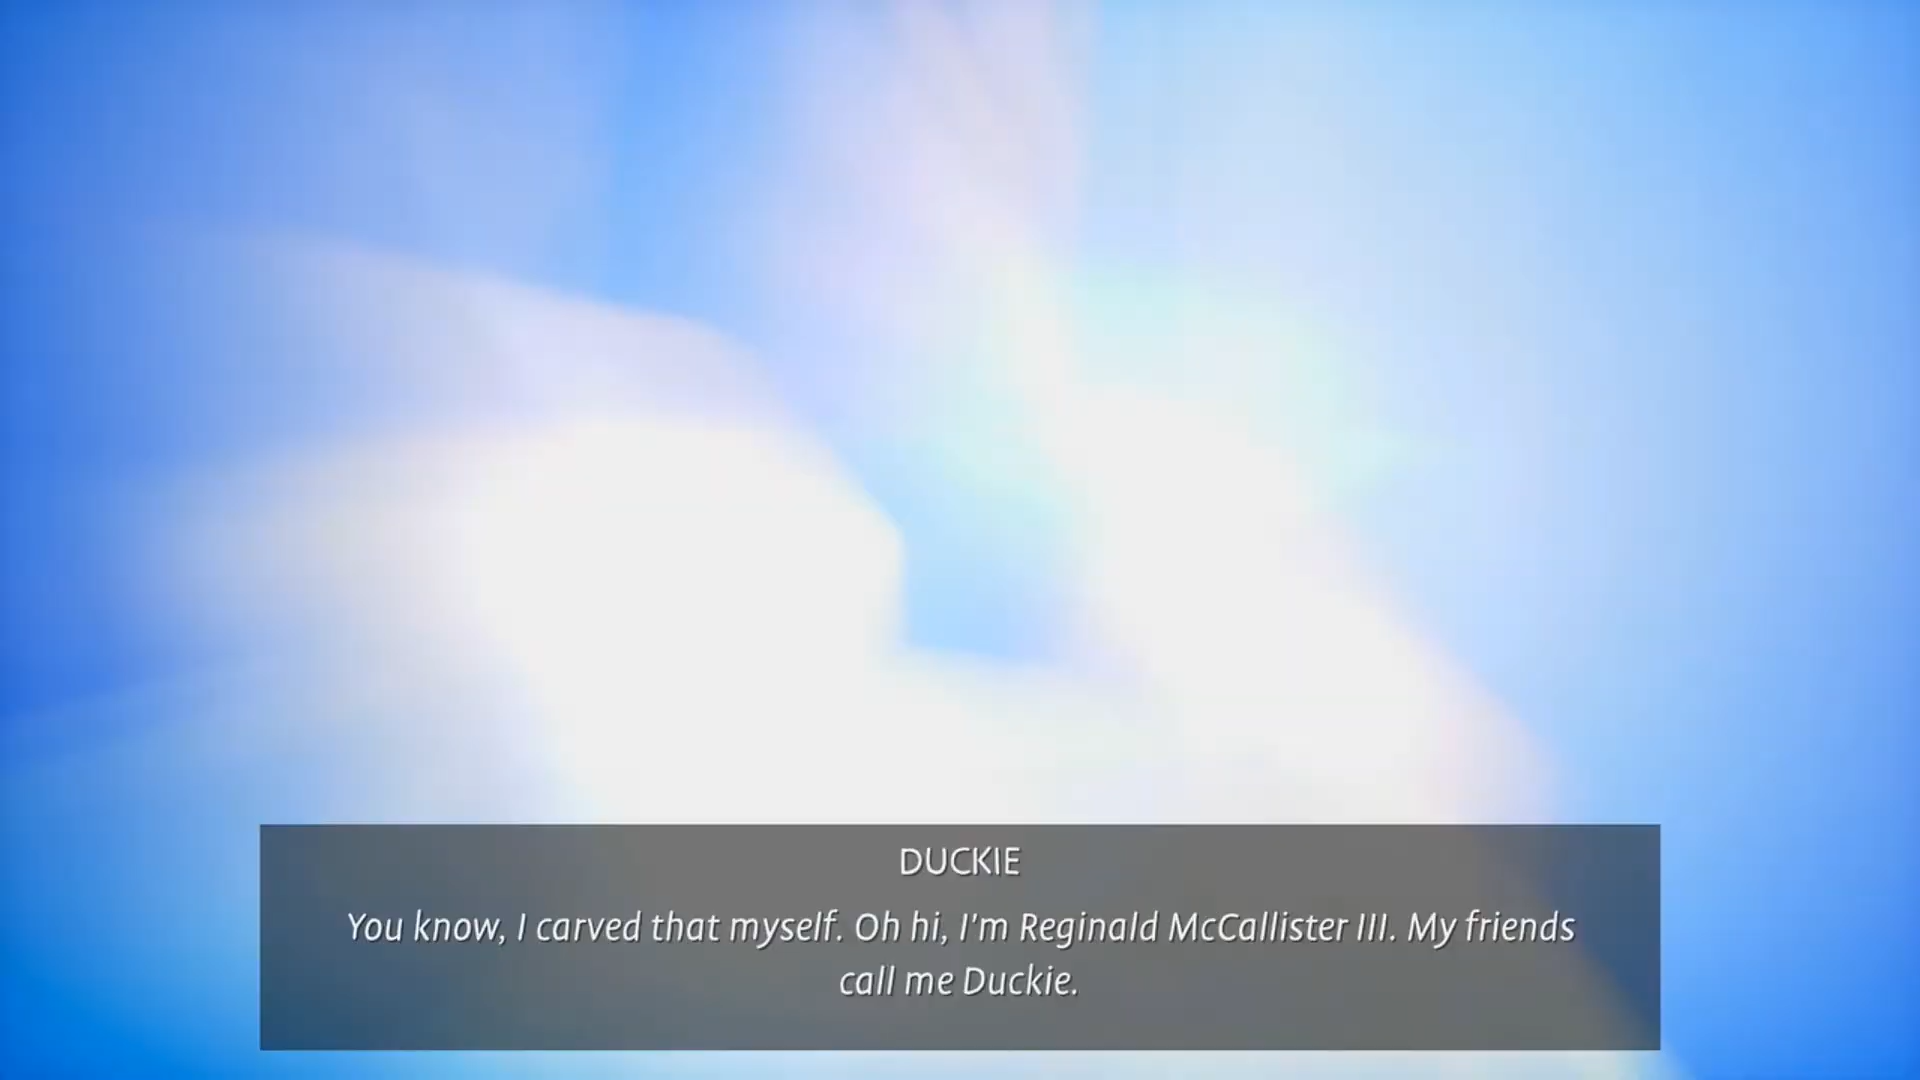 DUCKIE
You know, I carved that myself. Oh hi, I'm Reginald McCallister III. My friends
call me Duckie.